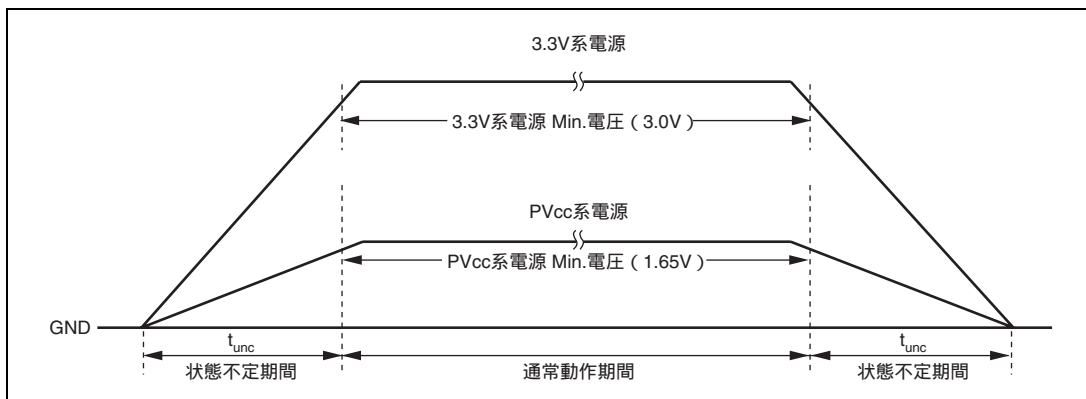 3.3V系電源
3.3V系電源 Min.電圧（3.0V）
PVcc系電源
PVcc系電源 Min.電圧（1.65V）
GND
tunc
tunc
状態不定期間
通常動作期間
状態不定期間